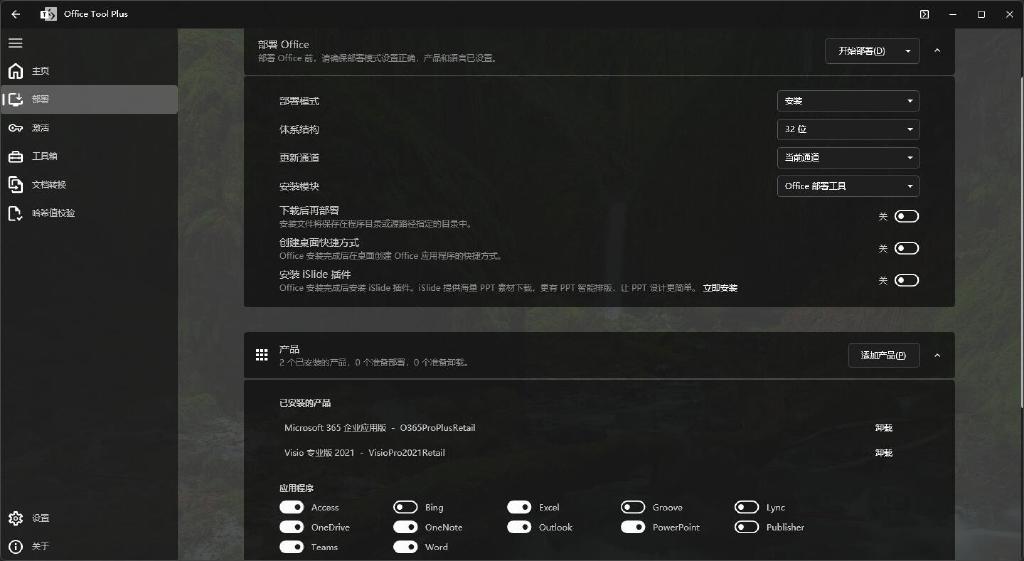 Office Tool Plus
主页
部署
激活
工具箱
文档转换
哈希值校验
设置
关于
部署 Office
部署 Office 前，请确保部署模式设置正确，产品和语言已设置。
开始部署(D)
部署模式
安装
体系结构
32 位
更新通道
当前通道
安装模块
Office 部署工具
下载后再部署
安装文件将保存在程序目录或源路径指定的目录中。
关
创建桌面快捷方式
Office 安装完成后在桌面创建 Office 应用程序的快捷方式。
关
安装 iSlide 插件
Office 安装完成后安装 iSlide 插件。iSlide 提供海量 PPT 素材下载，更有 PPT 智能排版，让 PPT 设计更简单。 立即安装
关
产品
2 个已安装的产品，0 个准备部署，0 个准备卸载。
添加产品(P)
已安装的产品
Microsoft 365 企业应用版 - O365ProPlusRetail
卸载
Visio 专业版 2021 - VisioPro2021Retail
卸载
应用程序
Access Bing Excel Groove Lync
OneDrive OneNote Outlook PowerPoint Publisher
Teams Word